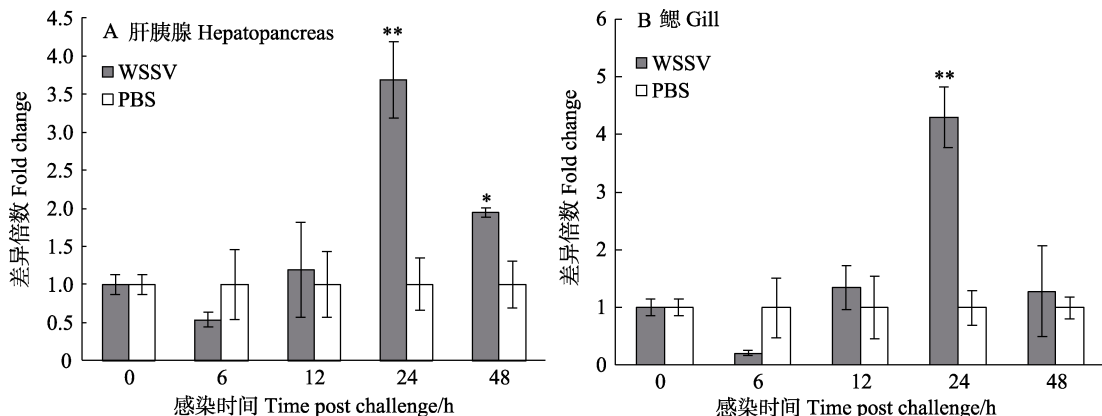 A 肝胰腺 Hepatopancreas
WSSV
PBS
差异倍数 Fold change
4.5
4.0
3.5
3.0
2.5
2.0
1.5
1.0
0.5
0
**
*
0 6 12 24 48
感染时间 Time post challenge/h
B 鳃 Gill
WSSV
PBS
差异倍数 Fold change
6
5
4
3
2
1
0
**
0 6 12 24 48
感染时间 Time post challenge/h